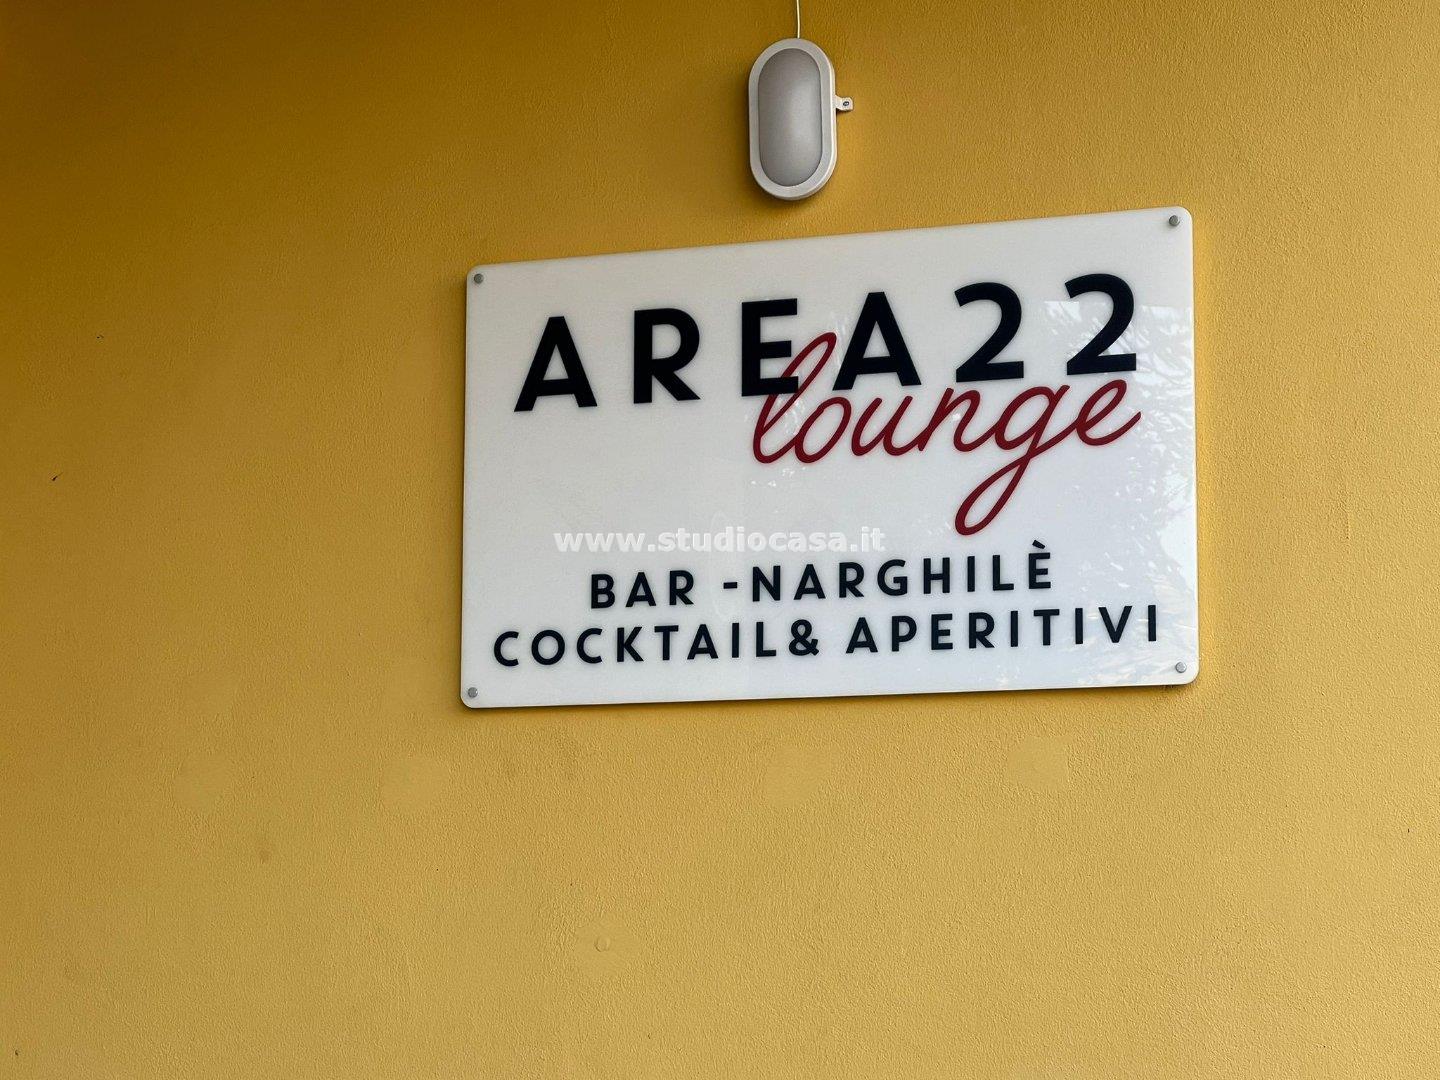 AREA22
lounge
www.studiocasa.it
BAR -NARGHILÈ
COCKTAIL& APERITIVI